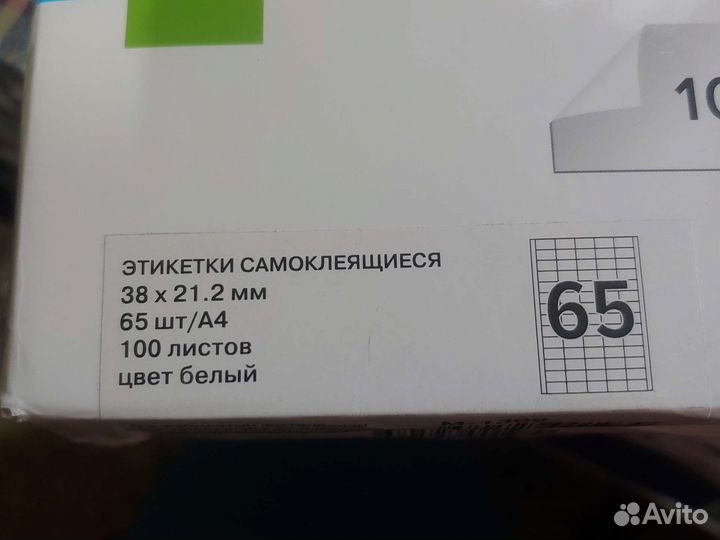 10
ЭТИКЕТКИ САМОКЛЕЯЩИЕСЯ
38 х 21.2 мм
65 шт/А4
100 листов
цвет белый
65
Avito